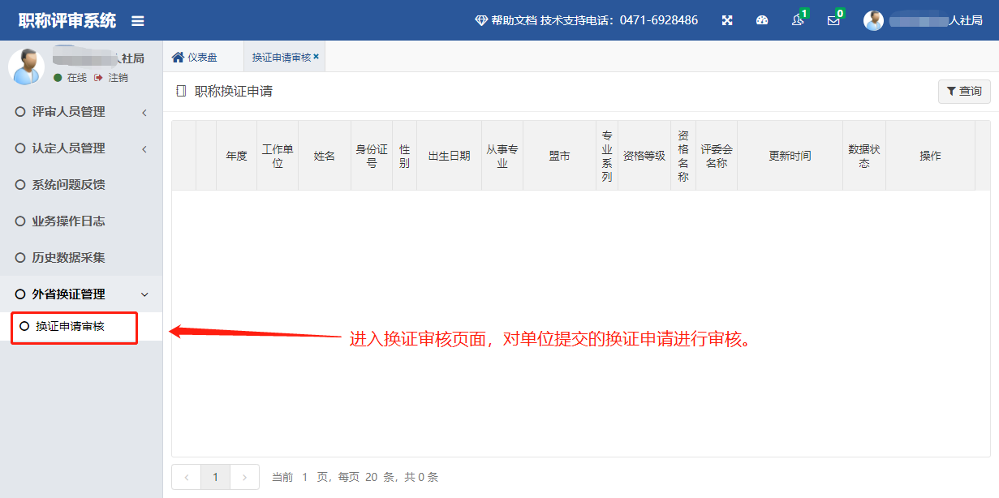 职称评审系统
帮助文档 技术支持电话：0471-6928486
1
0
人社局
人社局
在线 注销
仪表盘
换证申请审核
职称换证申请
查询
评审人员管理
认定人员管理
系统问题反馈
业务操作日志
历史数据采集
外省换证管理
换证申请审核
年度
工作单位
姓名
身份证号
性别
出生日期
从事专业
盟市
专业系列
资格等级
资格名称
评委会名称
更新时间
数据状态
操作
进入换证审核页面，对单位提交的换证申请进行审核。
1
当前 1 页，每页 20 条，共 0 条